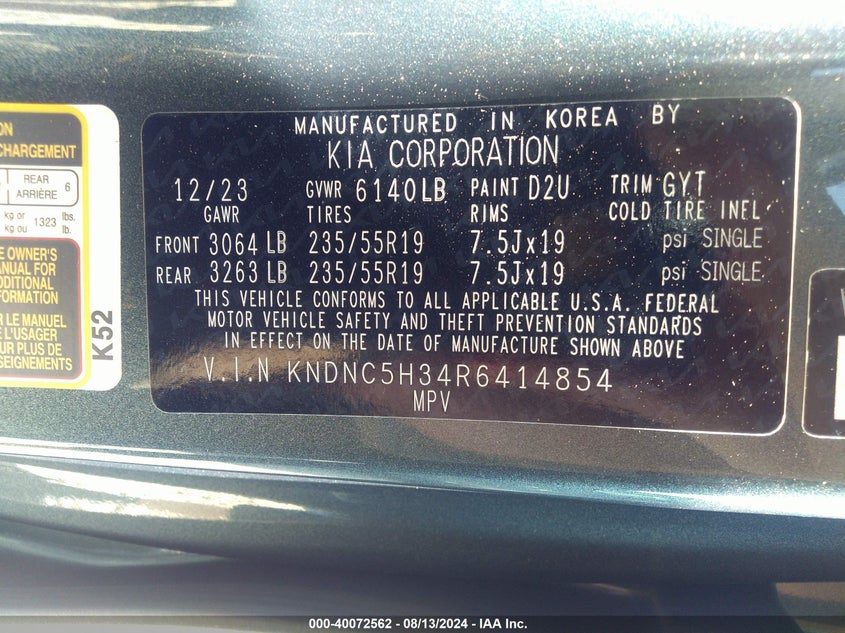 ON
CHARGEMENT
REAR
ARRIÈRE 6
kg or 1323 lbs.
kg ou lb.
E OWNER'S
ANUAL FOR
DDITIONAL
FORMATION
R LE MANUEL
L'USAGER
UR PLUS DE
SEIGNEMENTS
K52
MANUFACTURED IN KOREA BY
KIA CORPORATION
12/23 GVWR 6140LB PAINT D2U TRIM GYT
GAWR TIRES RIMS COLD TIRE INFL
FRONT 3064 LB 235/55R19 7.5Jx19 psi SINGLE
REAR 3263 LB 235/55R19 7.5Jx19 psi SINGLE
THIS VEHICLE CONFORMS TO ALL APPLICABLE U.S.A. FEDERAL
MOTOR VEHICLE SAFETY AND THEFT PREVENTION STANDARDS
IN EFFECT ON THE DATE OF MANUFACTURE SHOWN ABOVE
V.I.N KNDNC5H34R6414854
MPV
000-40072562 - 08/13/2024 - IAA Inc.